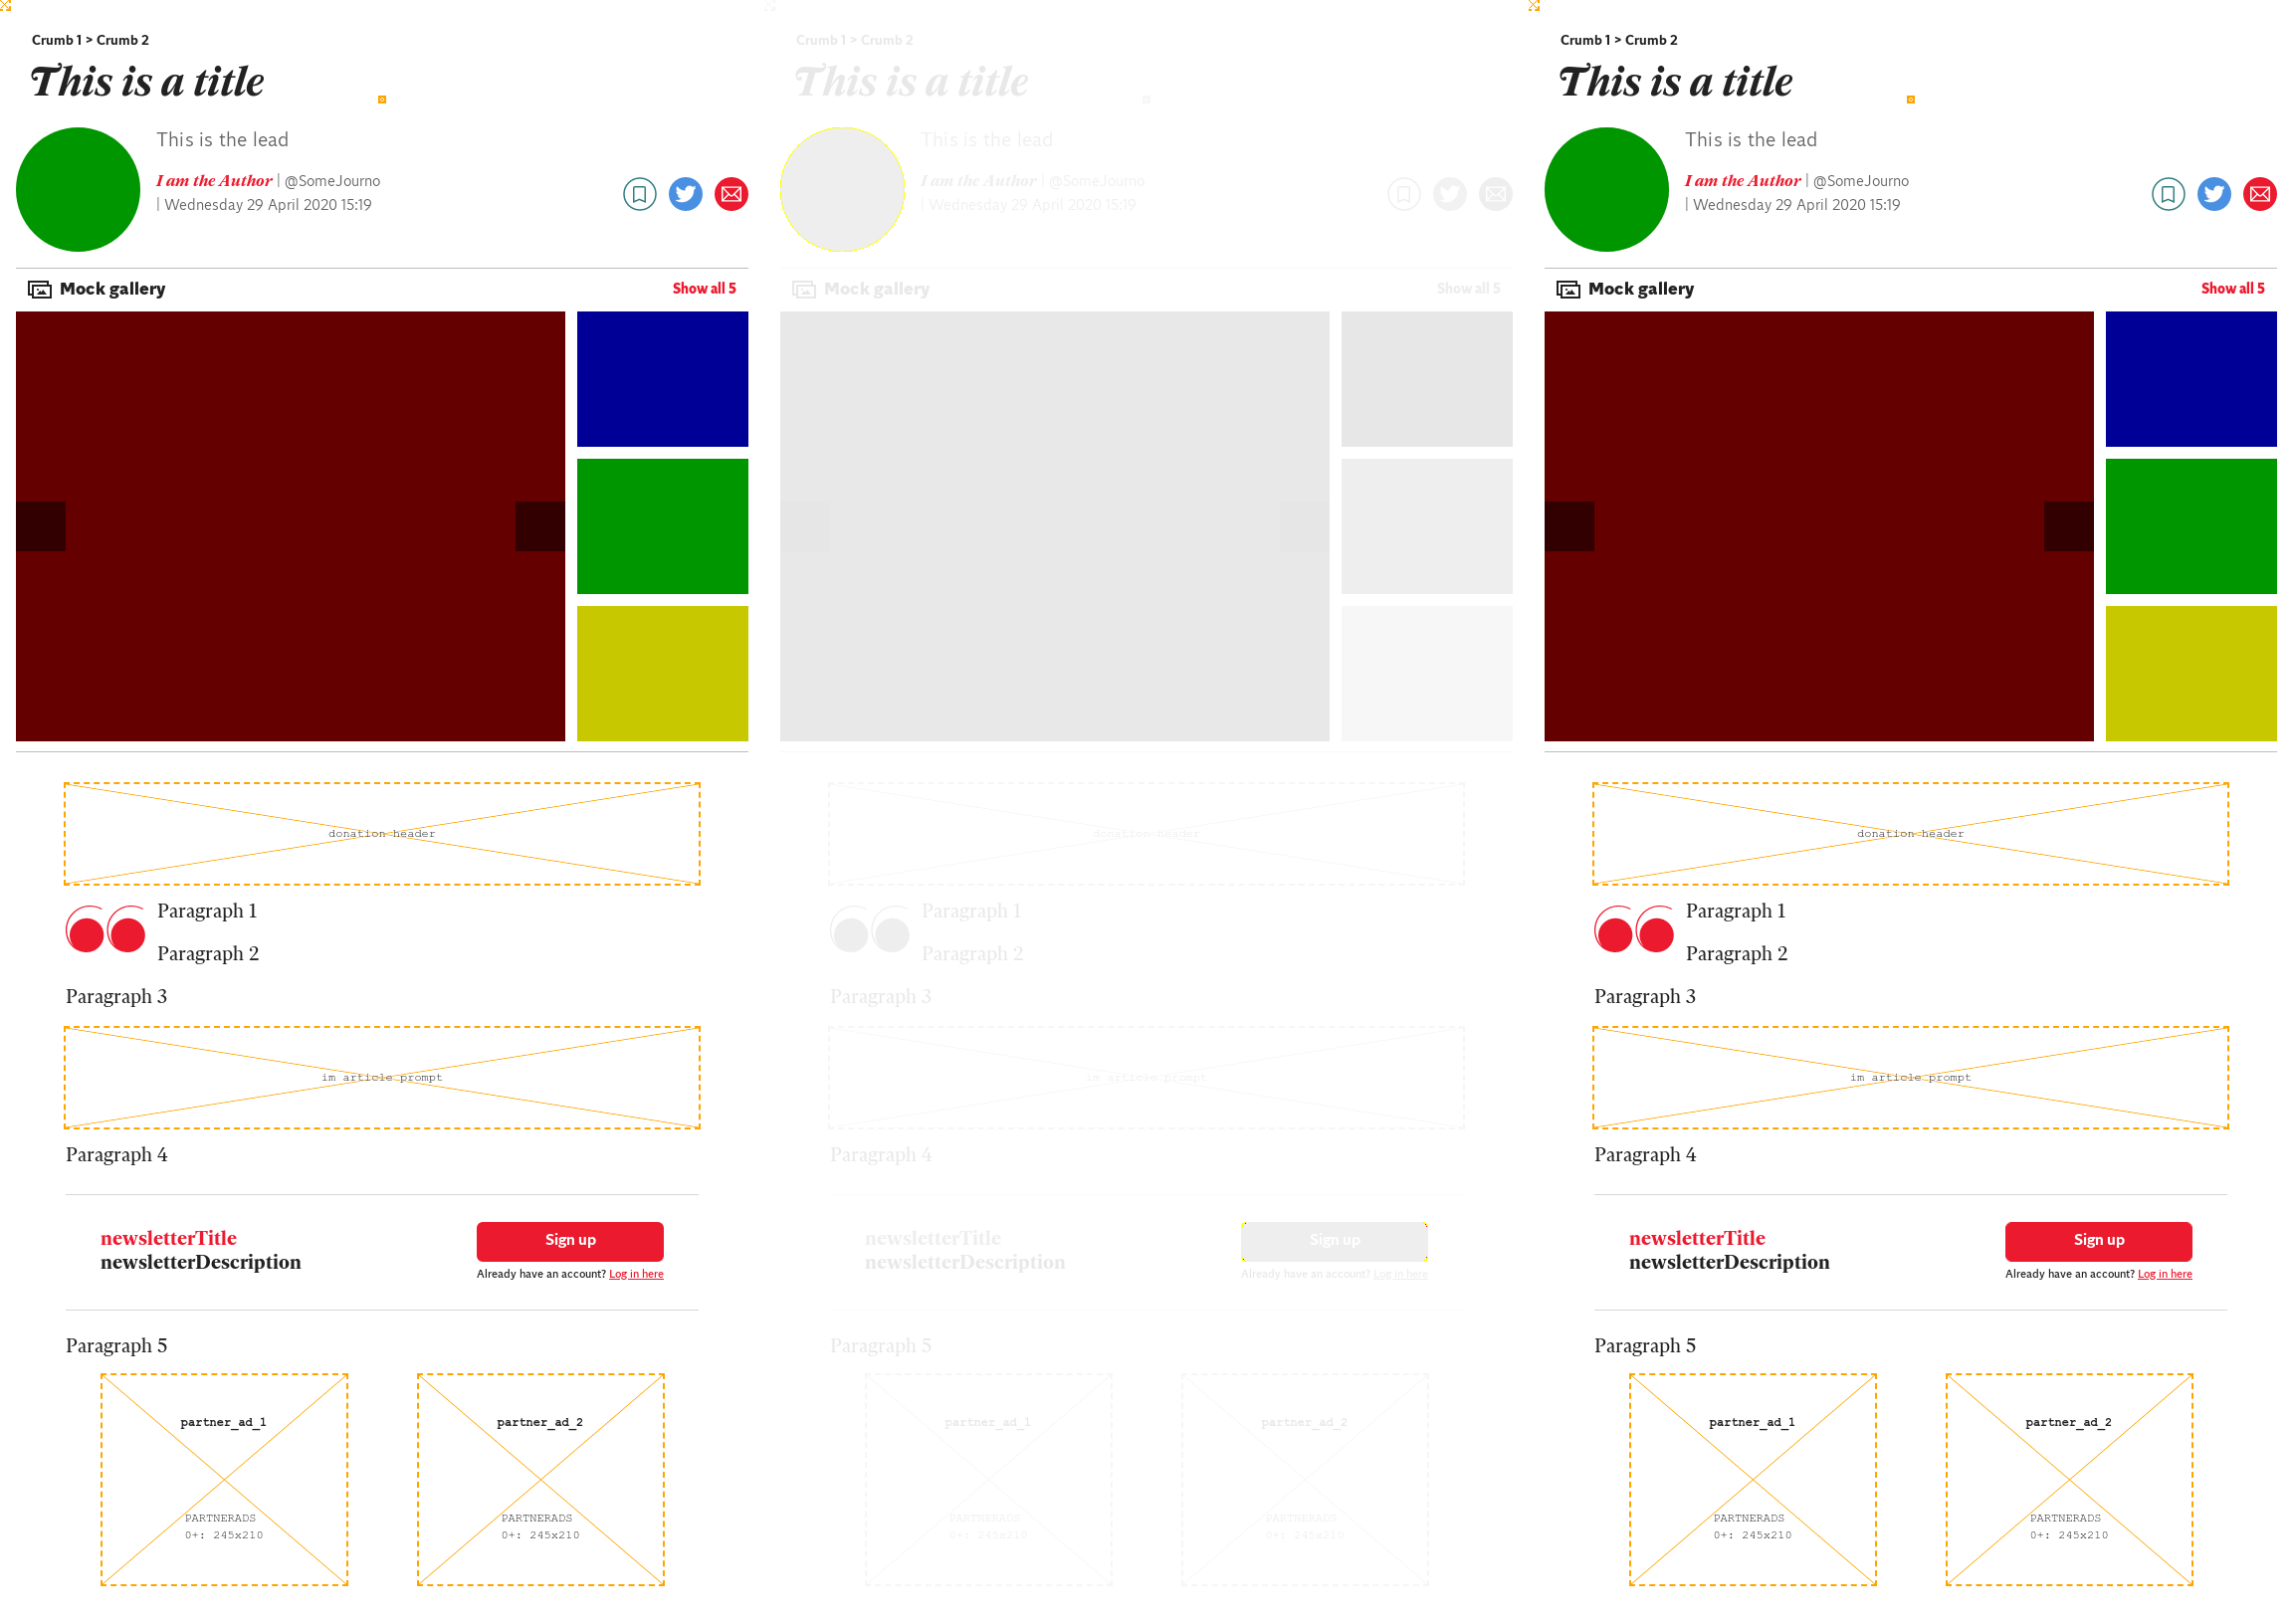 Crumb 1 > Crumb 2
This is a title
This is the lead
I am the Author | @SomeJourno
| Wednesday 29 April 2020 15:19
Mock gallery
Show all 5
donation header
Paragraph 1
Paragraph 2
Paragraph 3
im article prompt
Paragraph 4
newsletterTitle
newsletterDescription
Sign up
Already have an account? Log in here
Paragraph 5
partner_ad_1
PARTNERADS
0+: 245x210
partner_ad_2
PARTNERADS
0+: 245x210
Crumb 1 > Crumb 2
This is a title
This is the lead
I am the Author | @SomeJourno
| Wednesday 29 April 2020 15:19
Mock gallery
Show all 5
donation header
Paragraph 1
Paragraph 2
Paragraph 3
im article prompt
Paragraph 4
newsletterTitle
newsletterDescription
Sign up
Already have an account? Log in here
Paragraph 5
partner_ad_1
PARTNERADS
0+: 245x210
partner_ad_2
PARTNERADS
0+: 245x210
Crumb 1 > Crumb 2
This is a title
This is the lead
I am the Author | @SomeJourno
| Wednesday 29 April 2020 15:19
Mock gallery
Show all 5
donation header
Paragraph 1
Paragraph 2
Paragraph 3
im article prompt
Paragraph 4
newsletterTitle
newsletterDescription
Sign up
Already have an account? Log in here
Paragraph 5
partner_ad_1
PARTNERADS
0+: 245x210
partner_ad_2
PARTNERADS
0+: 245x210